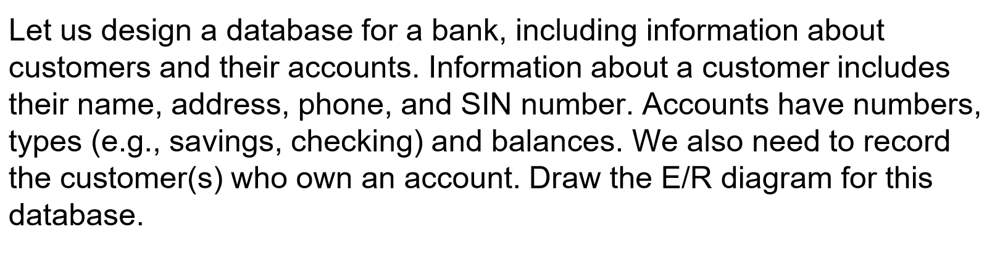 Let us design a database for a bank, including information about
customers and their accounts. Information about a customer includes
their name, address, phone, and SIN number. Accounts have numbers,
types (e.g., savings, checking) and balances. We also need to record
the customer(s) who own an account. Draw the E/R diagram for this
database.